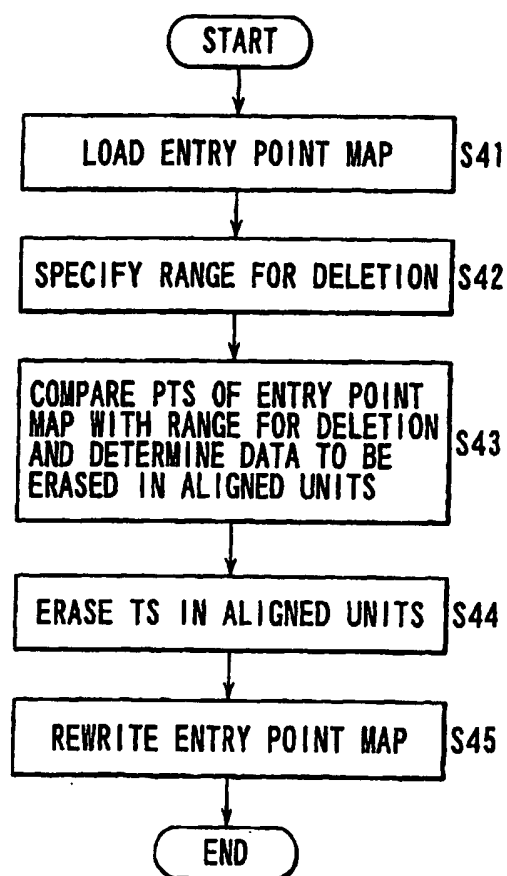 START
LOAD ENTRY POINT MAP
S41
SPECIFY RANGE FOR DELETION
S42
COMPARE PTS OF ENTRY POINT
MAP WITH RANGE FOR DELETION
AND DETERMINE DATA TO BE
ERASED IN ALIGNED UNITS
S43
ERASE TS IN ALIGNED UNITS
S44
REWRITE ENTRY POINT MAP
S45
END